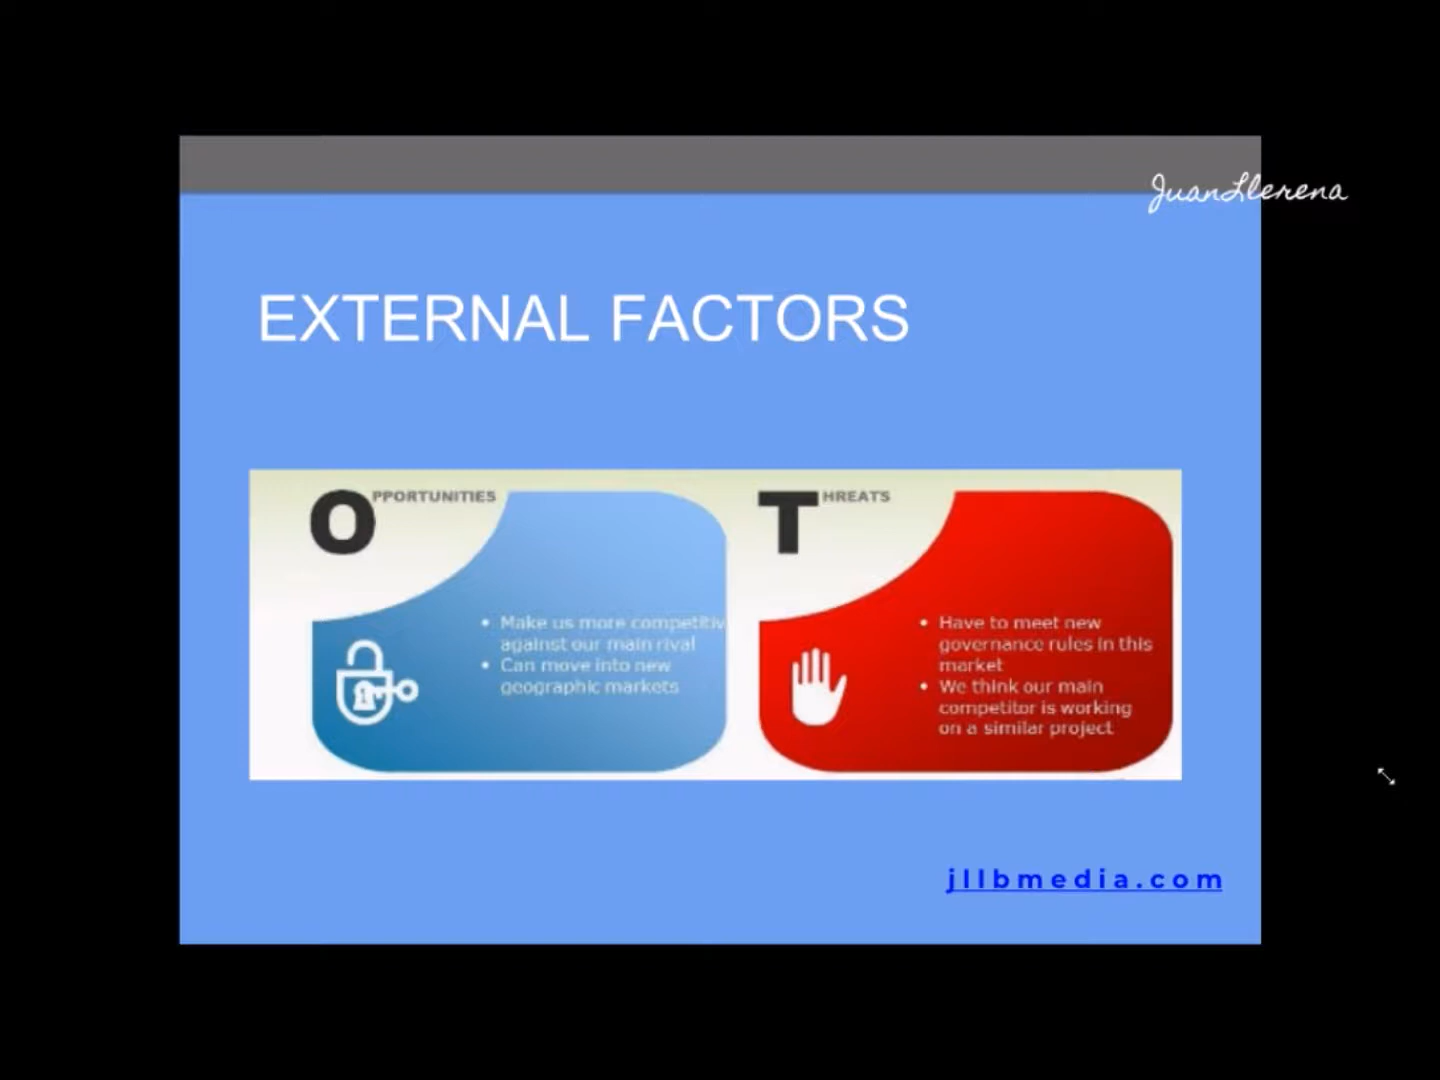 JuanLlerena
EXTERNAL FACTORS
OPPORTUNITIES
Make us more competitiv
against our main rival
Can move into new
geographic markets
THREATS
Have to meet new
governance rules in this
market
We think our main
competitor is working
on a similar project
jllbmedia.com